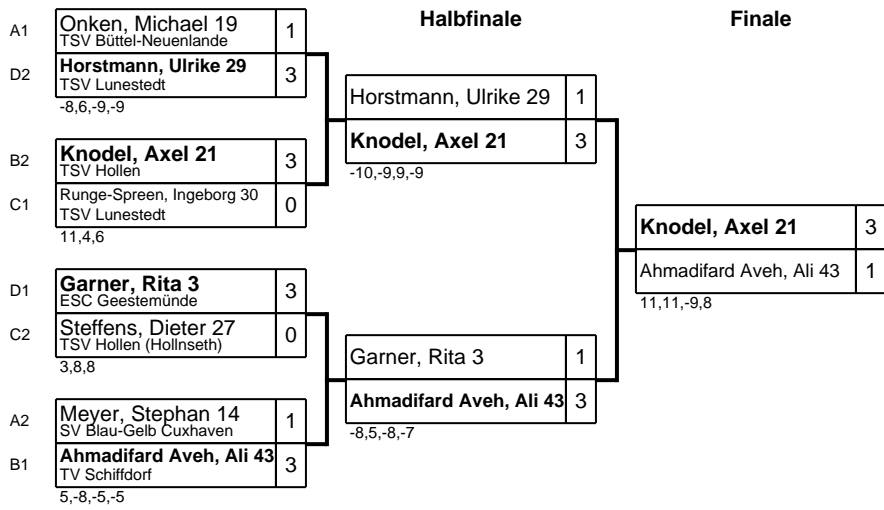 Halbfinale
Finale
A1
Onken, Michael 19
TSV Büttel-Neuenlande
1
D2
Horstmann, Ulrike 29
TSV Lunestedt
3
-8,6,-9,-9
B2
Knodel, Axel 21
TSV Hollen
3
C1
Runge-Spreen, Ingeborg 30
TSV Lunestedt
0
11,4,6
D1
Garner, Rita 3
ESC Geestemünde
3
C2
Steffens, Dieter 27
TSV Hollen (Hollnseth)
0
3,8,8
A2
Meyer, Stephan 14
SV Blau-Gelb Cuxhaven
1
B1
Ahmadifard Aveh, Ali 43
TV Schiffdorf
3
5,-8,-5,-5
Horstmann, Ulrike 29
1
Knodel, Axel 21
3
-10,-9,9,-9
Garner, Rita 3
1
Ahmadifard Aveh, Ali 43
3
-8,5,-8,-7
Knodel, Axel 21
3
Ahmadifard Aveh, Ali 43
1
11,11,-9,8